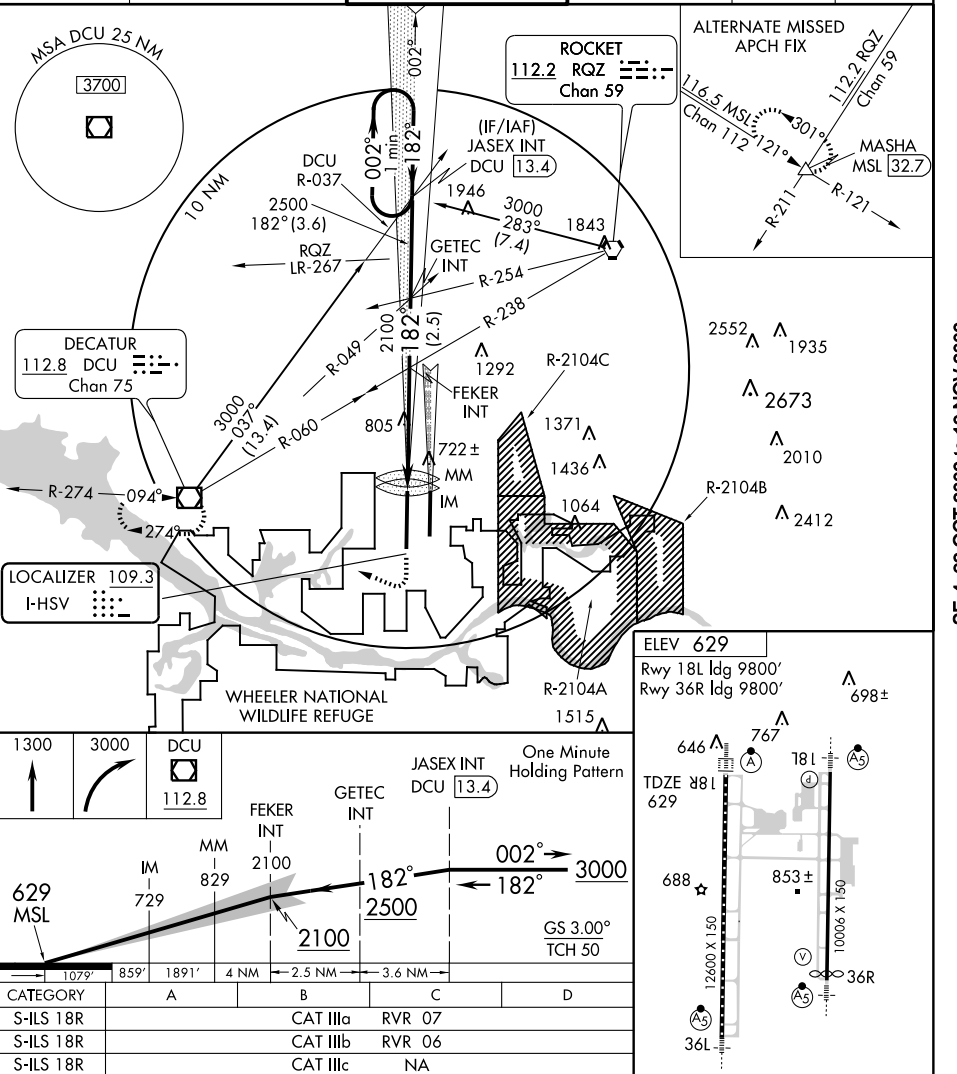 MSA DCU 25 NM
3700
002°
ROCKET
112.2 RQZ
Chan 59
ALTERNATE MISSED
APCH FIX
112.2 RQZ
Chan 59
116.5 MSL
Chan 112
301°
121°
MASHA
MSL 32.7
R-211
R-121
10 NM
002°
1 min
182°
(IF/IAF)
JASEX INT
DCU 13.4
DCU
R-037
2500
182° (3.6)
1946
3000
283°
(7.4)
1843
RQZ
LR-267
GETEC
INT
R-254
R-238
R-049
2100
182°
(2.5)
DECATUR
112.8 DCU
Chan 75
3000
037°
(13.4)
R-060
1292
FEKER
INT
R-2104C
2552
1935
2673
2010
2412
805
722±
1371
1436
1064
MM
IM
R-2104B
R-274
094°
274°
LOCALIZER 109.3
I-HSV
R-2104A
WHEELER NATIONAL
WILDLIFE REFUGE
1515
1300
3000
DCU
112.8
JASEX INT
DCU 13.4
One Minute
Holding Pattern
GETEC
INT
FEKER
INT
2100
MM
829
IM
729
629
MSL
182°
2500
2100
002°
182°
3000
GS 3.00°
TCH 50
1079'
859'
1891'
4 NM
2.5 NM
3.6 NM
CATEGORY A B C D
S-ILS 18R CAT IIIa RVR 07
S-ILS 18R CAT IIIb RVR 06
S-ILS 18R CAT IIIc NA
ELEV 629
Rwy 18L ldg 9800'
Rwy 36R ldg 9800'
698±
767
646
A
A5
TDZE
629
18R
18L
P
688
853±
12600 X 150
10006 X 150
V
36R
A5
A5
36L